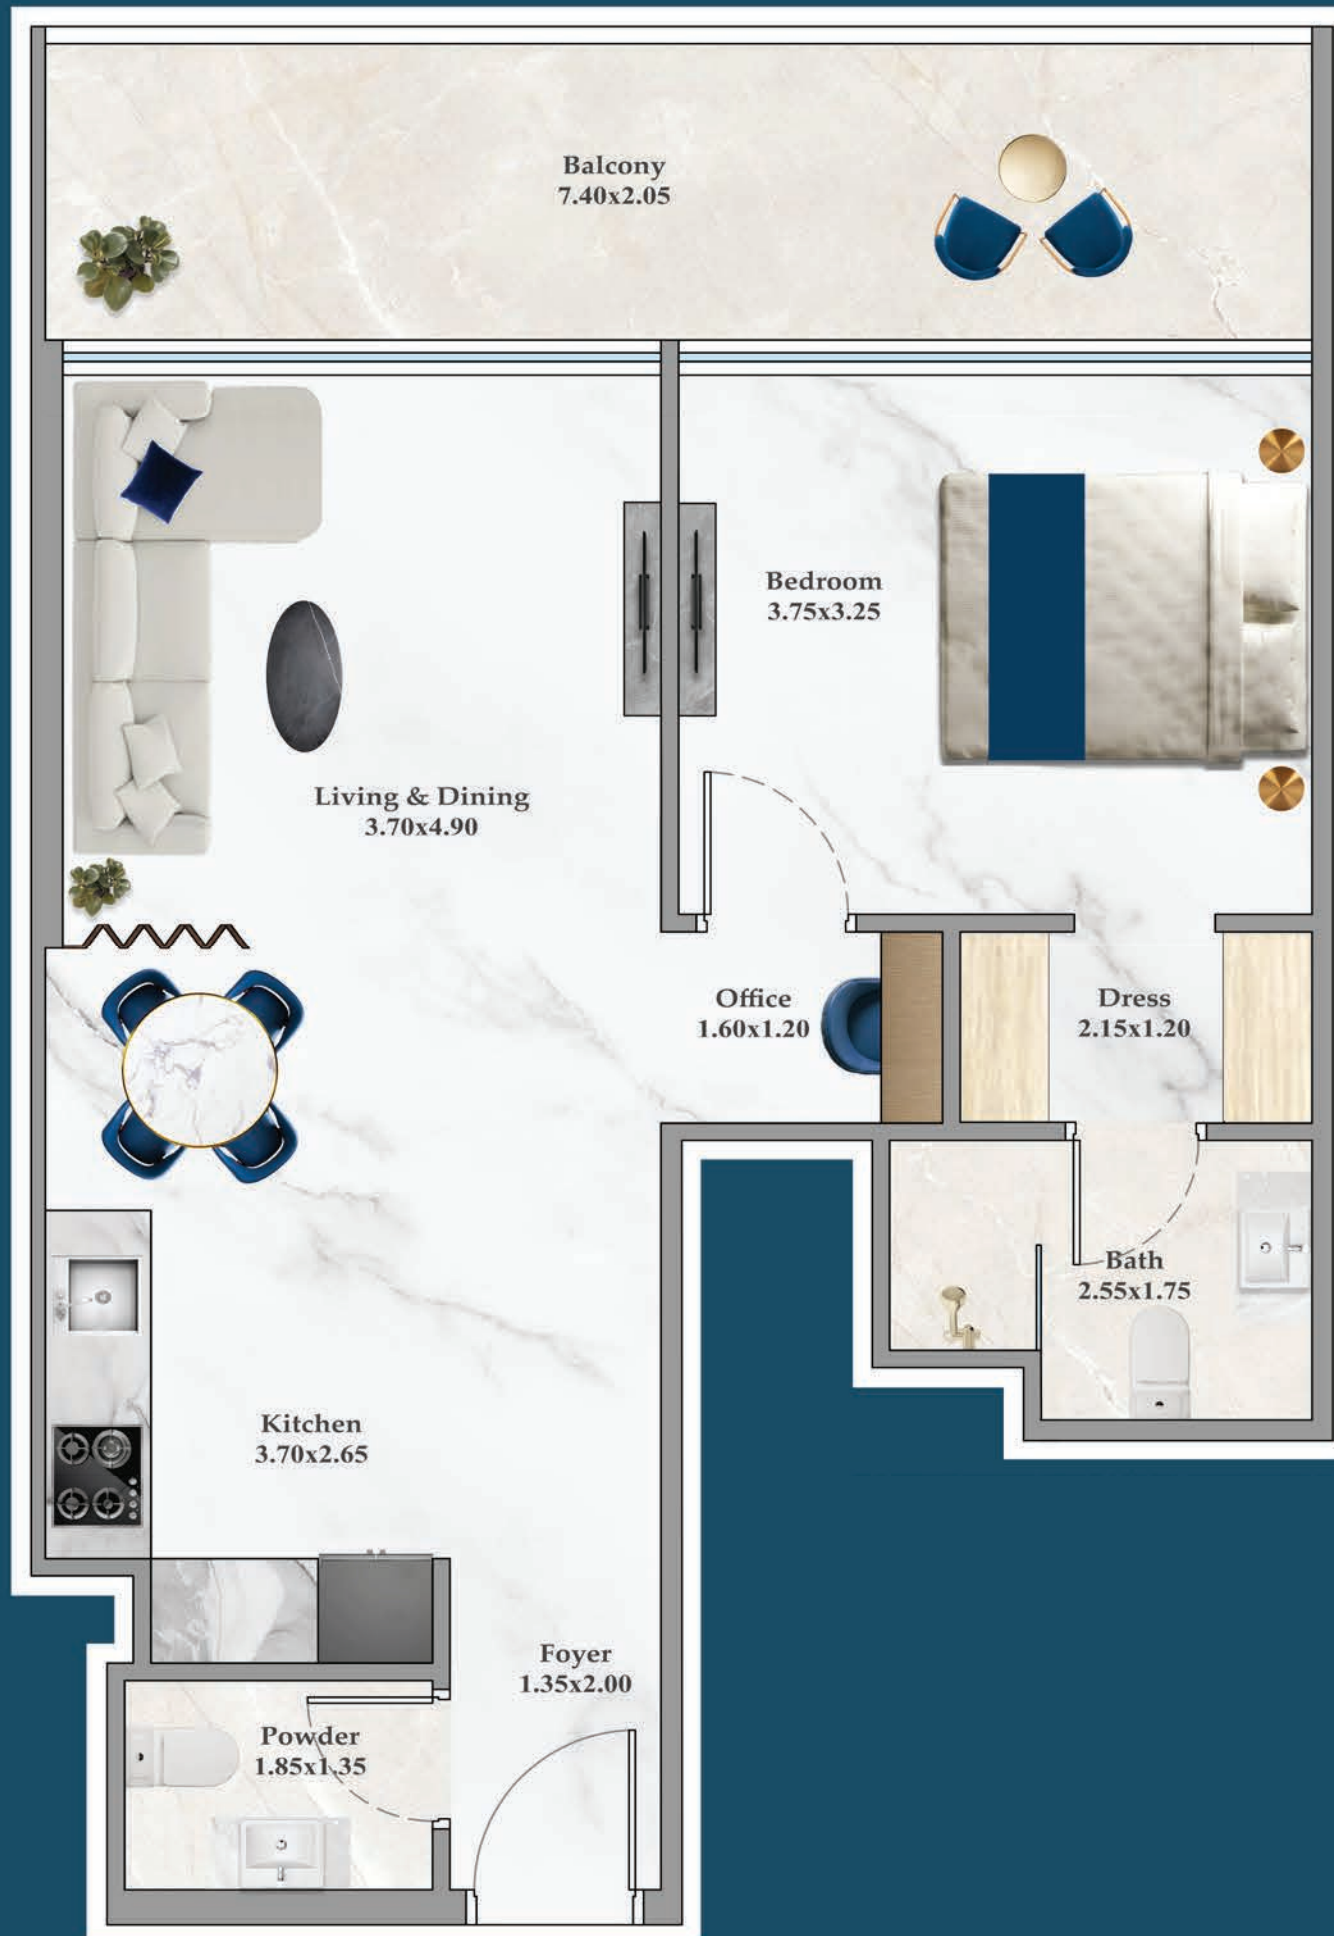 Balcony
7.40x2.05
Bedroom
3.75x3.25
Living & Dining
3.70x4.90
Office
1.60x1.20
Dress
2.15x1.20
Bath
2.55x1.75
Kitchen
3.70x2.65
Foyer
1.35x2.00
Powder
1.85x1.35